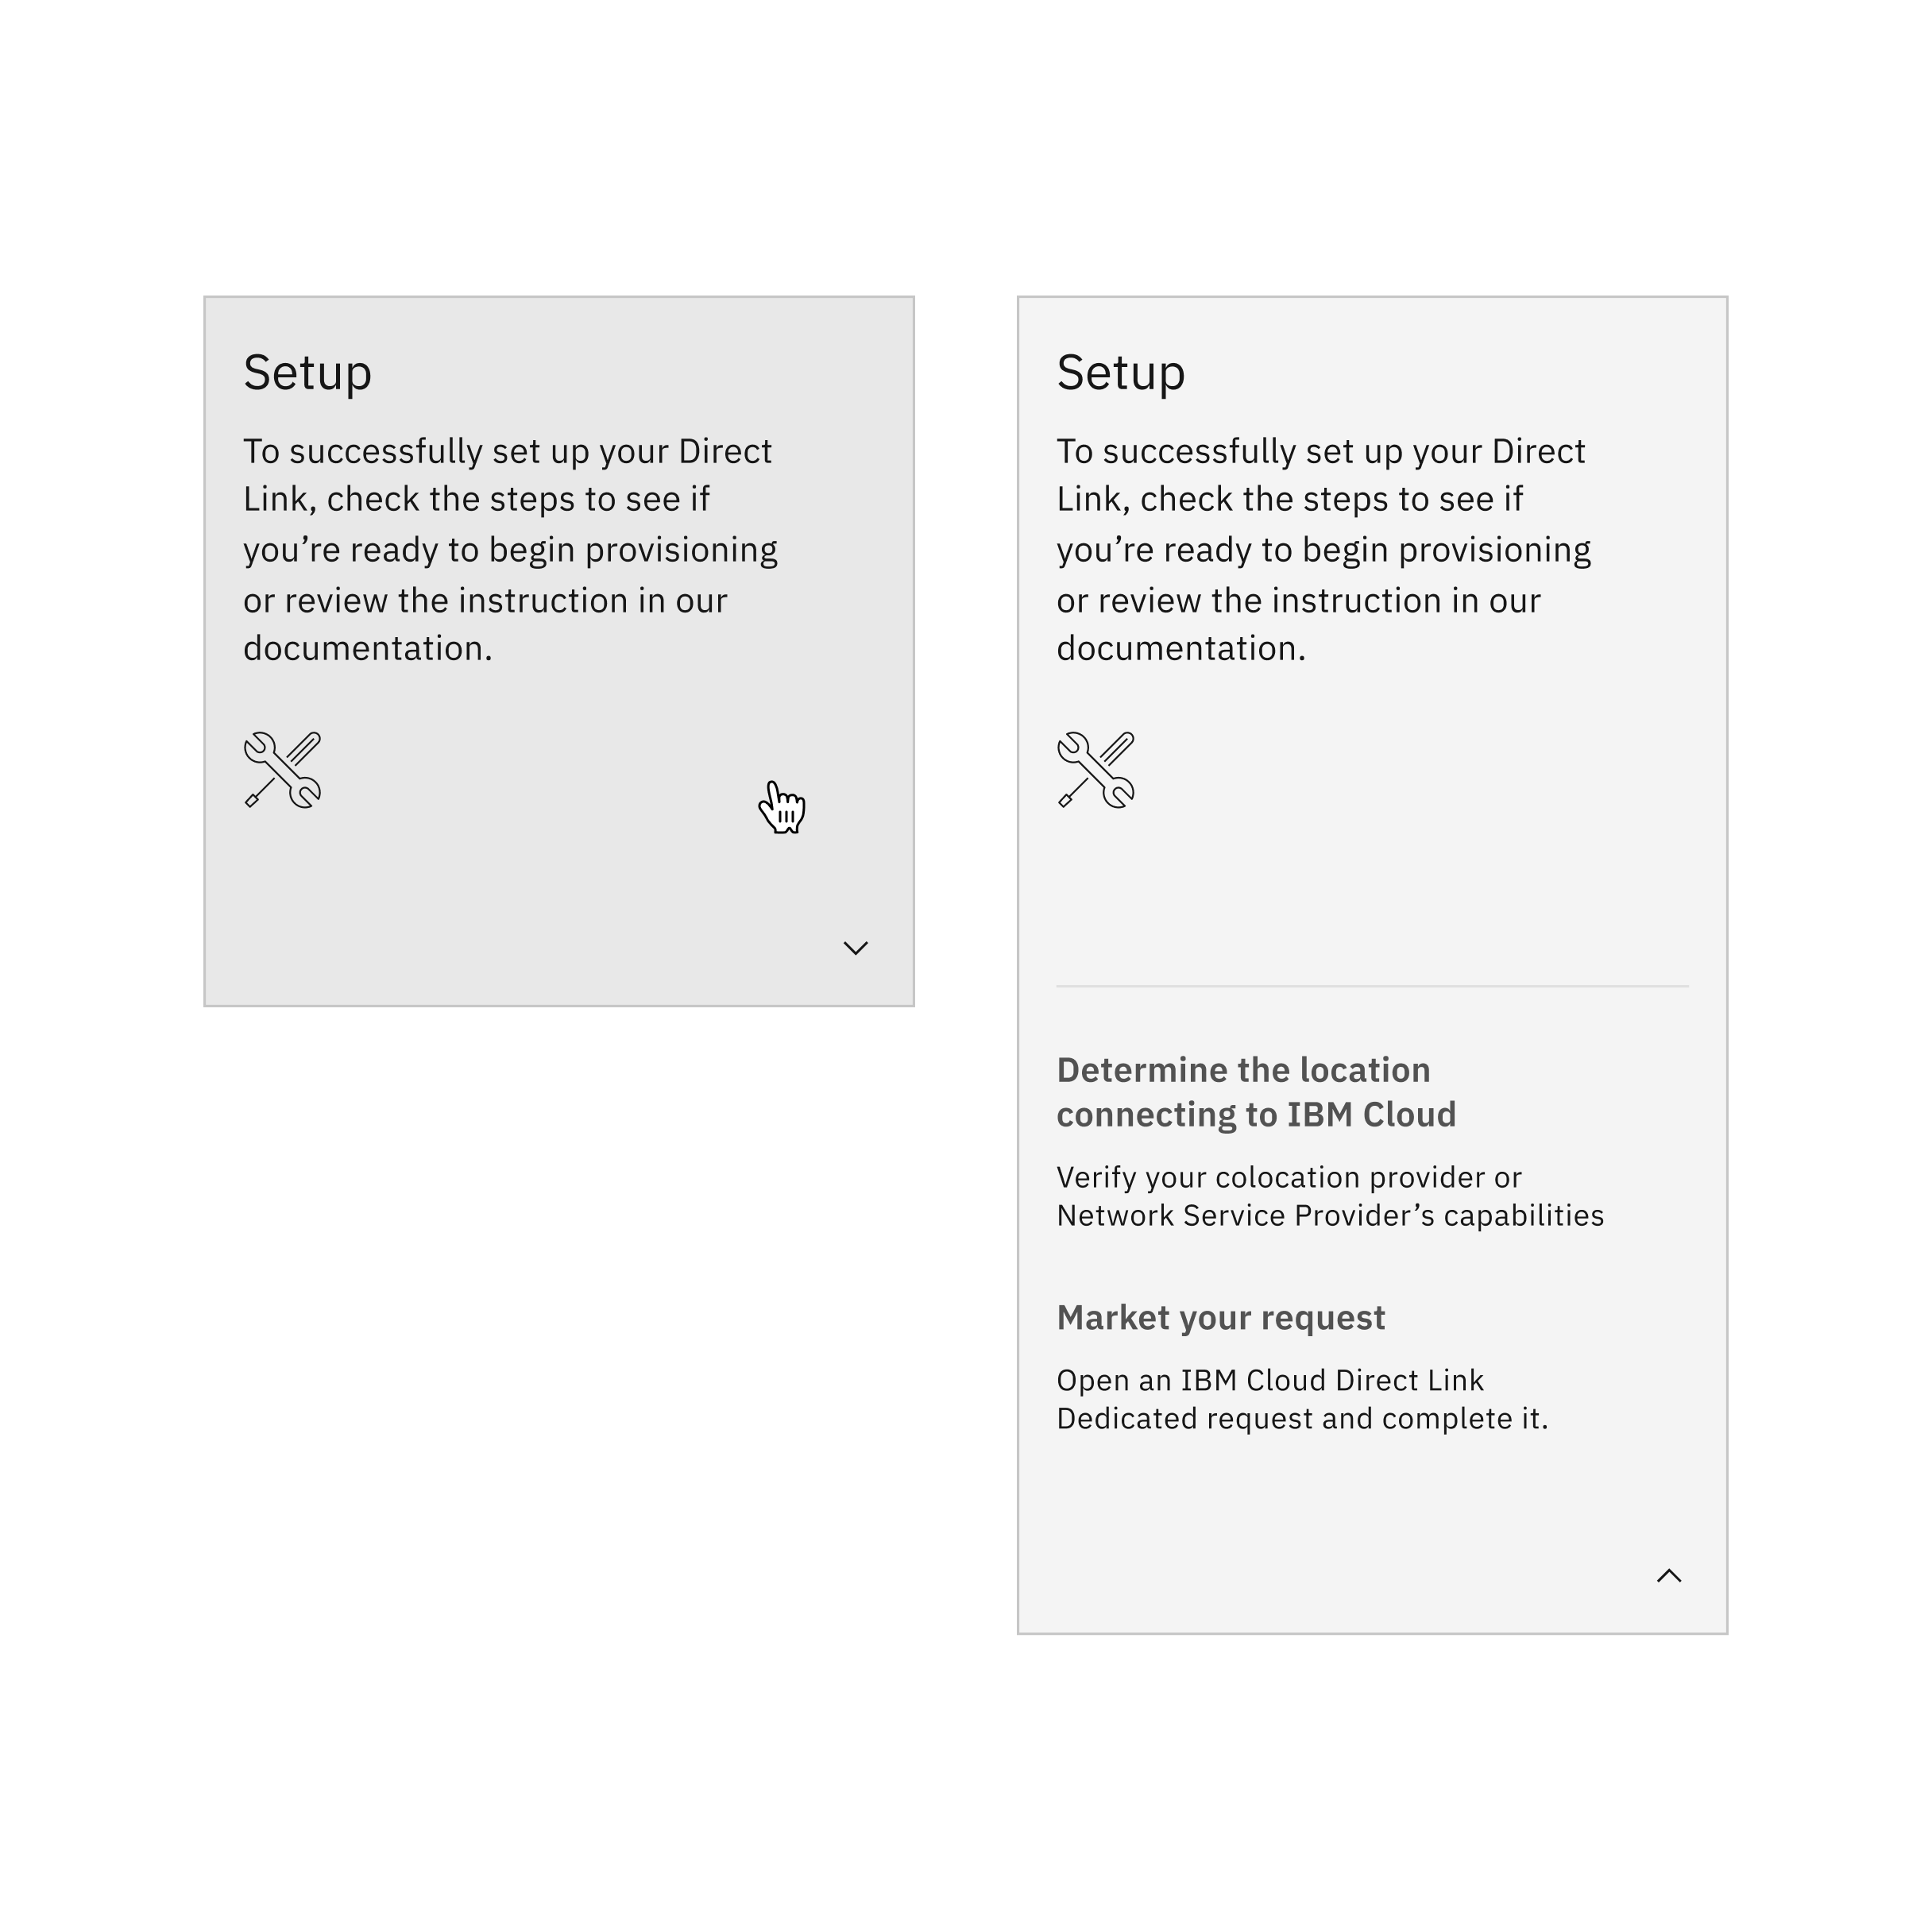 Setup
To successfully set up your Direct
Link, check the steps to see if
you’re ready to begin provisioning
or review the instruction in our
documentation.
Setup
To successfully set up your Direct
Link, check the steps to see if
you’re ready to begin provisioning
or review the instruction in our
documentation.
Determine the location
connecting to IBM Cloud
Verify your colocation provider or
Network Service Provider’s capabilities
Market your request
Open an IBM Cloud Direct Link
Dedicated request and complete it.